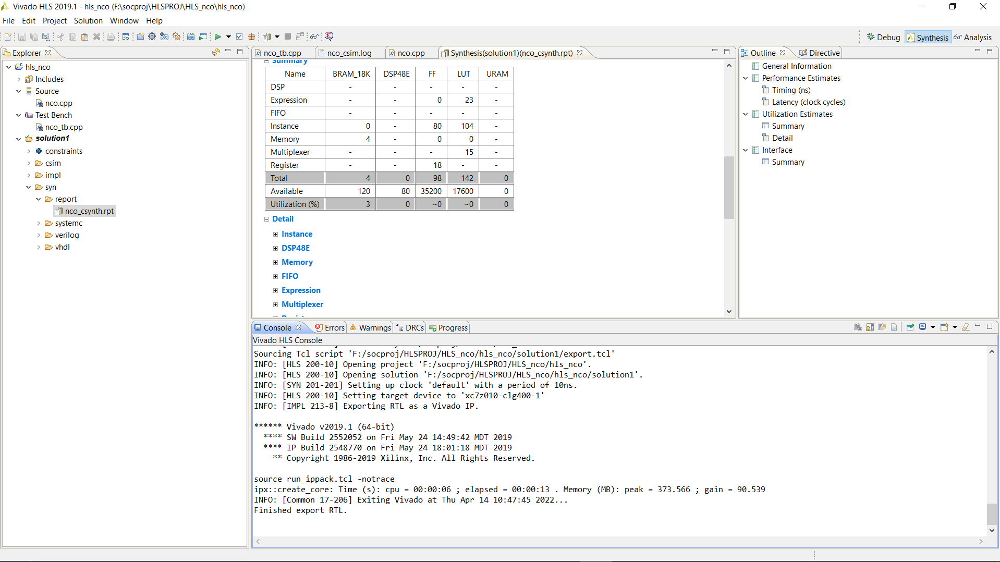 Vivado HLS 2019.1 - hls_nco (F:\socproj\HLSPROJ\HLS_nco\hls_nco)
File Edit Project Solution Window Help
Debug Synthesis Analysis
Explorer
hls_nco
Includes
Source
nco.cpp
Test Bench
nco_tb.cpp
solution1
constraints
csim
impl
syn
report
nco_csynth.rpt
systemc
verilog
vhdl
nco_tb.cpp nco_csim.log nco.cpp Synthesis(solution1)(nco_csynth.rpt)
Summary
Name BRAM_18K DSP48E FF LUT URAM
DSP - - - - -
Expression - - 0 23 -
FIFO - - - - -
Instance 0 - 80 104 -
Memory 4 - 0 0 -
Multiplexer - - - 15 -
Register - - 18 - -
Total 4 0 98 142 0
Available 120 80 35200 17600 0
Utilization (%) 3 0 ~0 ~0 0
Detail
Instance
DSP48E
Memory
FIFO
Expression
Multiplexer
Outline Directive
General Information
Performance Estimates
Timing (ns)
Latency (clock cycles)
Utilization Estimates
Summary
Detail
Interface
Summary
Console Errors Warnings DRCs Progress
Vivado HLS Console
Sourcing Tcl script 'F:/socproj/HLSPROJ/HLS_nco/hls_nco/solution1/export.tcl'
INFO: [HLS 200-10] Opening project 'F:/socproj/HLSPROJ/HLS_nco/hls_nco'.
INFO: [HLS 200-10] Opening solution 'F:/socproj/HLSPROJ/HLS_nco/hls_nco/solution1'.
INFO: [SYN 201-201] Setting up clock 'default' with a period of 10ns.
INFO: [HLS 200-10] Setting target device to 'xc7z010-clg400-1'
INFO: [IMPL 213-8] Exporting RTL as a Vivado IP.
****** Vivado v2019.1 (64-bit)
**** SW Build 2552052 on Fri May 24 14:49:42 MDT 2019
**** IP Build 2548770 on Fri May 24 18:01:18 MDT 2019
** Copyright 1986-2019 Xilinx, Inc. All Rights Reserved.
source run_ippack.tcl -notrace
ipx::create_core: Time (s): cpu = 00:00:06 ; elapsed = 00:00:13 . Memory (MB): peak = 373.566 ; gain = 90.539
INFO: [Common 17-206] Exiting Vivado at Thu Apr 14 10:47:45 2022...
Finished export RTL.